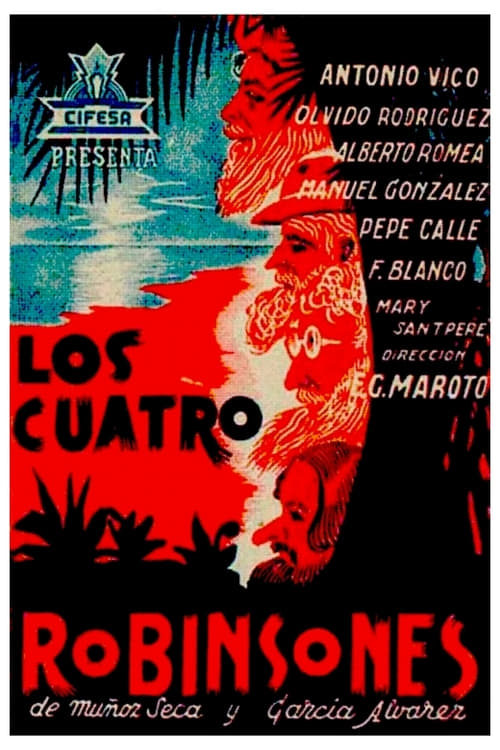 CIFESA
PRESENTA
ANTONIO VICO
OLVIDO RODRIGUEZ
ALBERTO ROMEA
MANUEL GONZALEZ
PEPE CALLE
F. BLANCO
MARY
SANTPERE
DIRECCION
E.G. MAROTO
LOS
CUATRO
ROBINSONES
de Muñoz Seca y García Alvarez